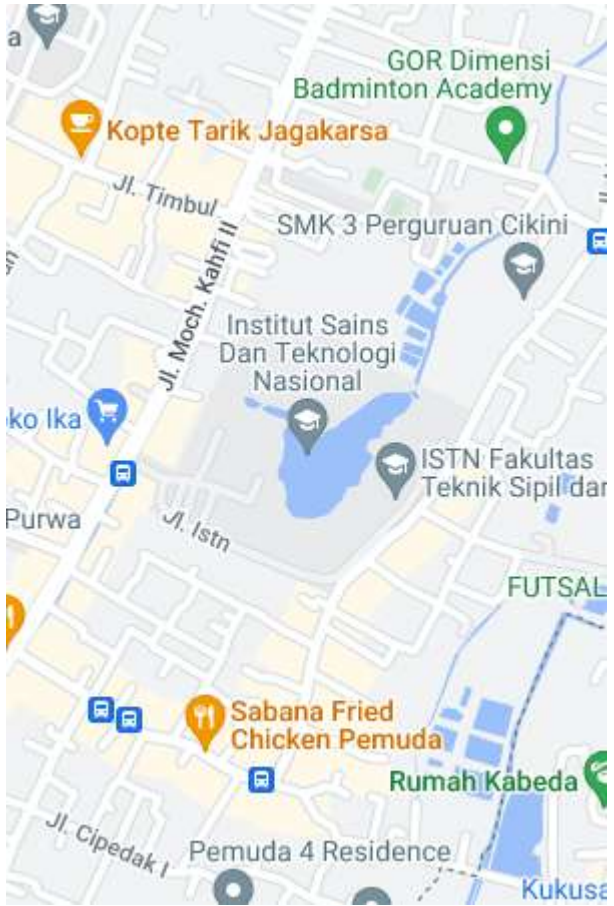 a
GOR Dimensi
Badminton Academy
Kopte Tarik Jagakarsa
Jl. Timbul
SMK 3 Perguruan Cikini
Jl. Moch. Kahfi II
Institut Sains
Dan Teknologi
Nasional
oko Ika
ISTN Fakultas
Teknik Sipil dar
Purwa
Jl. Istn
FUTSAL
Sabana Fried
Chicken Pemuda
Rumah Kabeda
Jl. Cipedak I
Pemuda 4 Residence
Kukusa